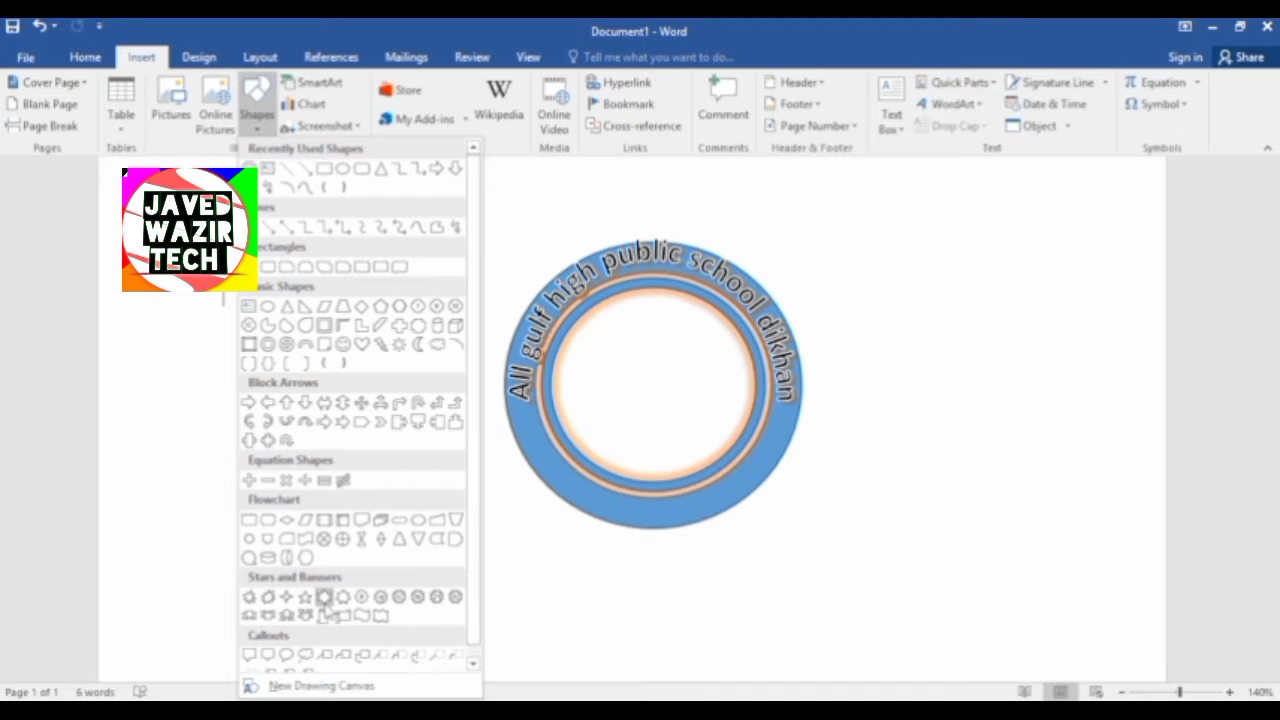 Document1 - Word
File Home Insert Design Layout References Mailings Review View Tell me what you want to do... Sign in Share
Cover Page
Blank Page
Page Break
Pages
Table
Tables
Pictures
Online Pictures
Shapes
SmartArt
Chart
Screenshot
Store
My Add-ins
Wikipedia
Online Video
Media
Hyperlink
Bookmark
Cross-reference
Links
Comment
Comments
Header
Footer
Page Number
Header & Footer
Text Box
Quick Parts
WordArt
Drop Cap
Signature Line
Date & Time
Object
Text
Equation
Symbol
Symbols
Recently Used Shapes
JAVED
WAZIR
TECH
Block Arrows
Equation Shapes
Flowchart
Stars and Banners
Callouts
New Drawing Canvas
All gulf high public school dikhan
Page 1 of 1 6 words 140%